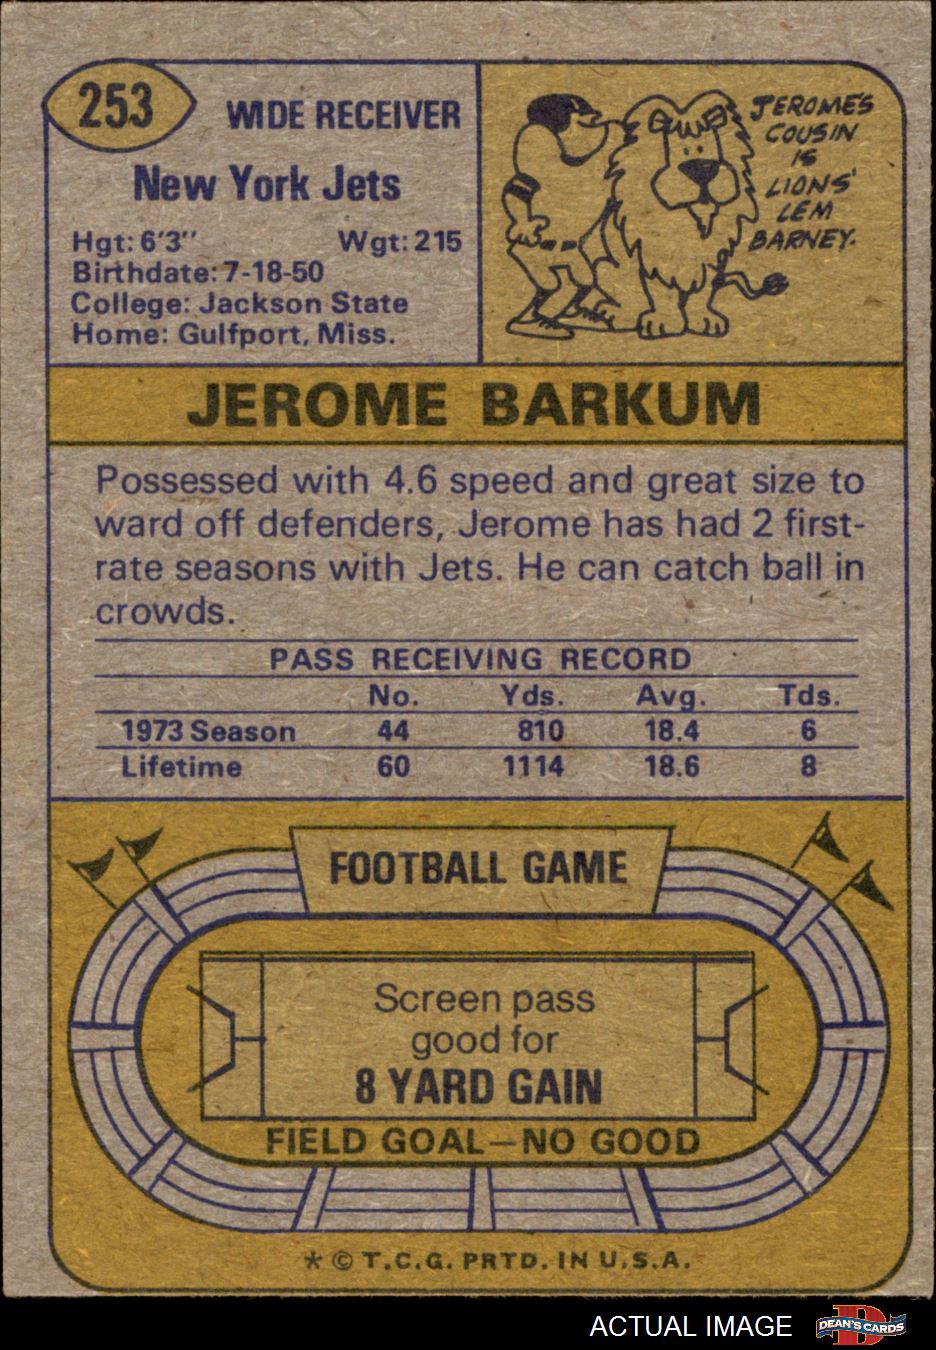 253
WIDE RECEIVER
New York Jets
Hgt: 6'3" Wgt: 215
Birthdate: 7-18-50
College: Jackson State
Home: Gulfport, Miss.
JEROME'S
COUSIN
IS
LIONS'
LEM
BARNEY.
JEROME BARKUM
Possessed with 4.6 speed and great size to
ward off defenders, Jerome has had 2 first-
rate seasons with Jets. He can catch ball in
crowds.
PASS RECEIVING RECORD
No. Yds. Avg. Tds.
1973 Season 44 810 18.4 6
Lifetime 60 1114 18.6 8
FOOTBALL GAME
Screen pass
good for
8 YARD GAIN
FIELD GOAL—NO GOOD
* © T.C.G. PRTD. IN U.S.A.
ACTUAL IMAGE
DEAN'S CARDS